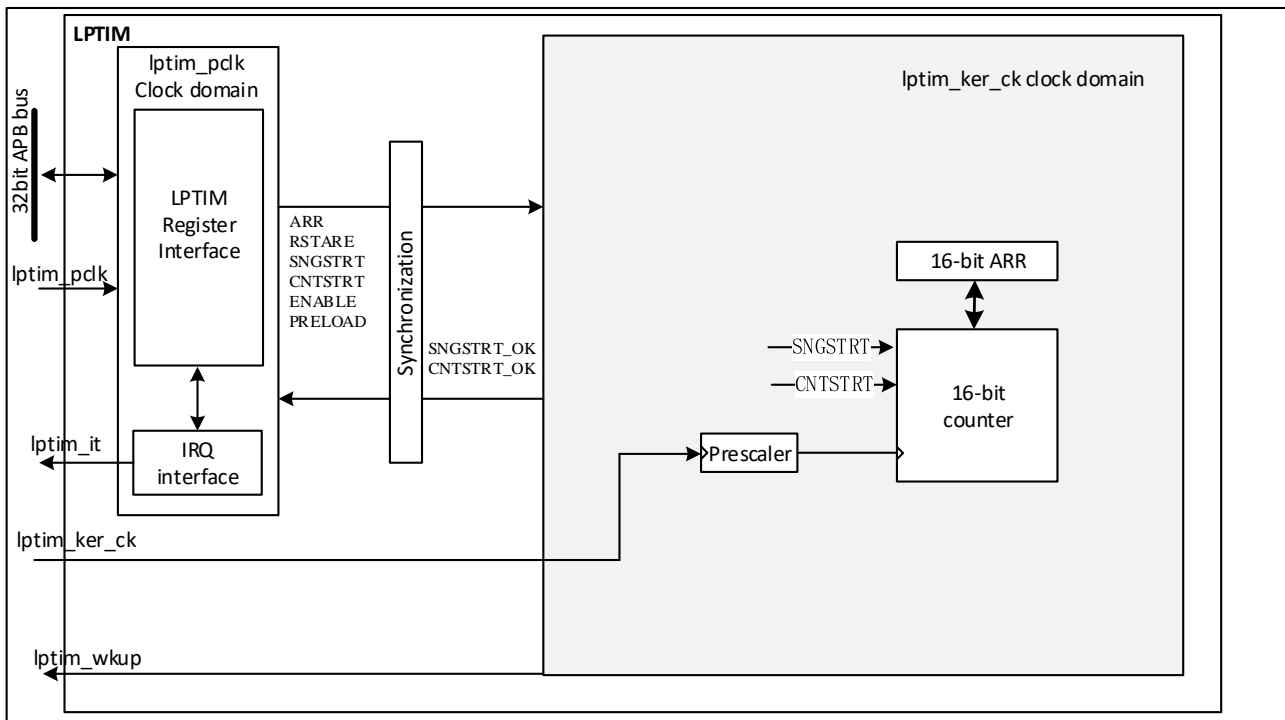 LPTIM
lptim_pclk
Clock domain
lptim_ker_ck clock domain
32bit APB bus
LPTIM
Register
Interface
ARR
RSTARE
SNGSTRT
CNTSTRT
ENABLE
PRELOAD
Synchronization
lptim_pclk
16-bit ARR
SNGSTRT_OK
CNTSTRT_OK
SNGSTRT
CNTSTRT
16-bit
counter
lptim_it
IRQ
interface
Prescaler
lptim_ker_ck
lptim_wkup